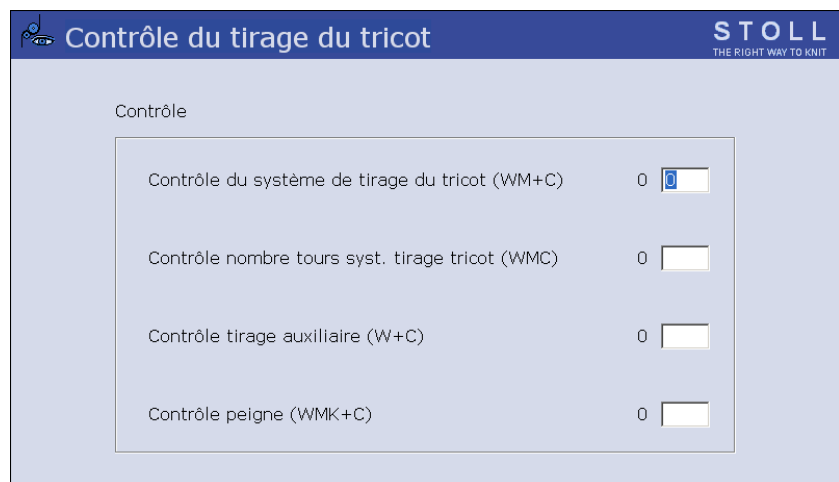 Contrôle du tirage du tricot
STOLL
THE RIGHT WAY TO KNIT
Contrôle
Contrôle du système de tirage du tricot (WM+C) 0 0
Contrôle nombre tours syst. tirage tricot (WMC) 0
Contrôle tirage auxiliaire (W+C) 0
Contrôle peigne (WMK+C) 0